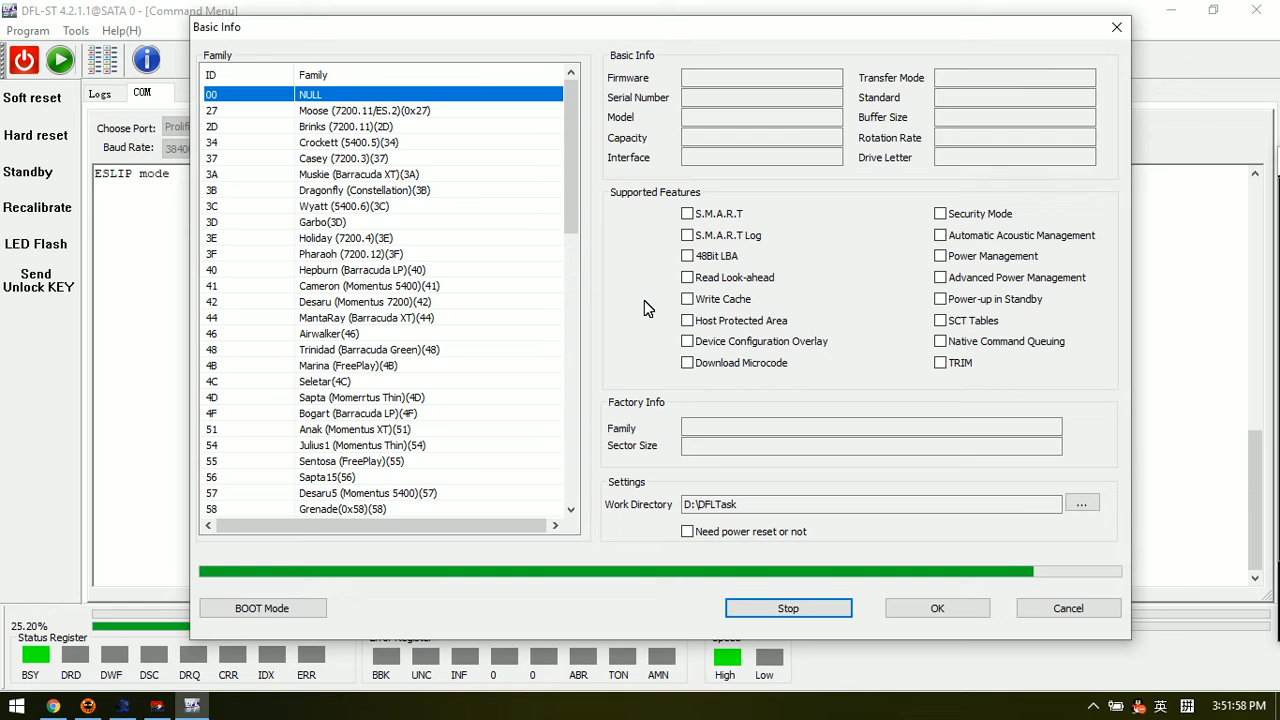 DFL-ST 4.2.1.1@SATA 0 - [Command Menu]
Program Tools Help(H)
Basic Info
Logs COM
Soft reset
Hard reset
Standby
Recalibrate
LED Flash
Send
Unlock KEY
Choose Port: Prolifi
Baud Rate: 38400
ESLIP mode
Family
ID Family
00 NULL
27 Moose (7200.11/ES.2)(0x27)
2D Brinks (7200.11)(2D)
34 Crockett (5400.5)(34)
37 Casey (7200.3)(37)
3A Muskie (Barracuda XT)(3A)
3B Dragonfly (Constellation)(3B)
3C Wyatt (5400.6)(3C)
3D Garbo(3D)
3E Holiday (7200.4)(3E)
3F Pharaoh (7200.12)(3F)
40 Hepburn (Barracuda LP)(40)
41 Cameron (Momentus 5400)(41)
42 Desaru (Momentus 7200)(42)
44 MantaRay (Barracuda XT)(44)
46 Airwalker(46)
48 Trinidad (Barracuda Green)(48)
4B Marina (FreePlay)(4B)
4C Seletar(4C)
4D Sapta (Momerrtus Thin)(4D)
4F Bogart (Barracuda LP)(4F)
51 Anak (Momentus XT)(51)
54 Julius1 (Momentus Thin)(54)
55 Sentosa (FreePlay)(55)
56 Sapta15(56)
57 Desaru5 (Momentus 5400)(57)
58 Grenade(0x58)(58)
Basic Info
Firmware Transfer Mode
Serial Number Standard
Model Buffer Size
Capacity Rotation Rate
Interface Drive Letter
Supported Features
S.M.A.R.T Security Mode
S.M.A.R.T Log Automatic Acoustic Management
48Bit LBA Power Management
Read Look-ahead Advanced Power Management
Write Cache Power-up in Standby
Host Protected Area SCT Tables
Device Configuration Overlay Native Command Queuing
Download Microcode TRIM
Factory Info
Family
Sector Size
Settings
Work Directory D:\DFLTask ...
Need power reset or not
BOOT Mode Stop OK Cancel
25.20%
Status Register Error Register Speed
BSY DRD DWF DSC DRQ CRR IDX ERR BBK UNC INF 0 0 ABR TON AMN High Low
DFL ST 英 拼 3:51:58 PM